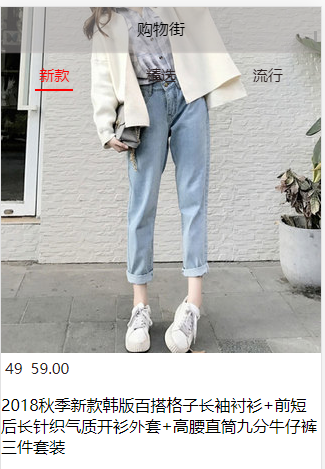 购物街
新款
流行
49 59.00
2018秋季新款韩版百搭格子长袖衬衫+前短
后长针织气质开衫外套+高腰直筒九分牛仔裤
三件套装